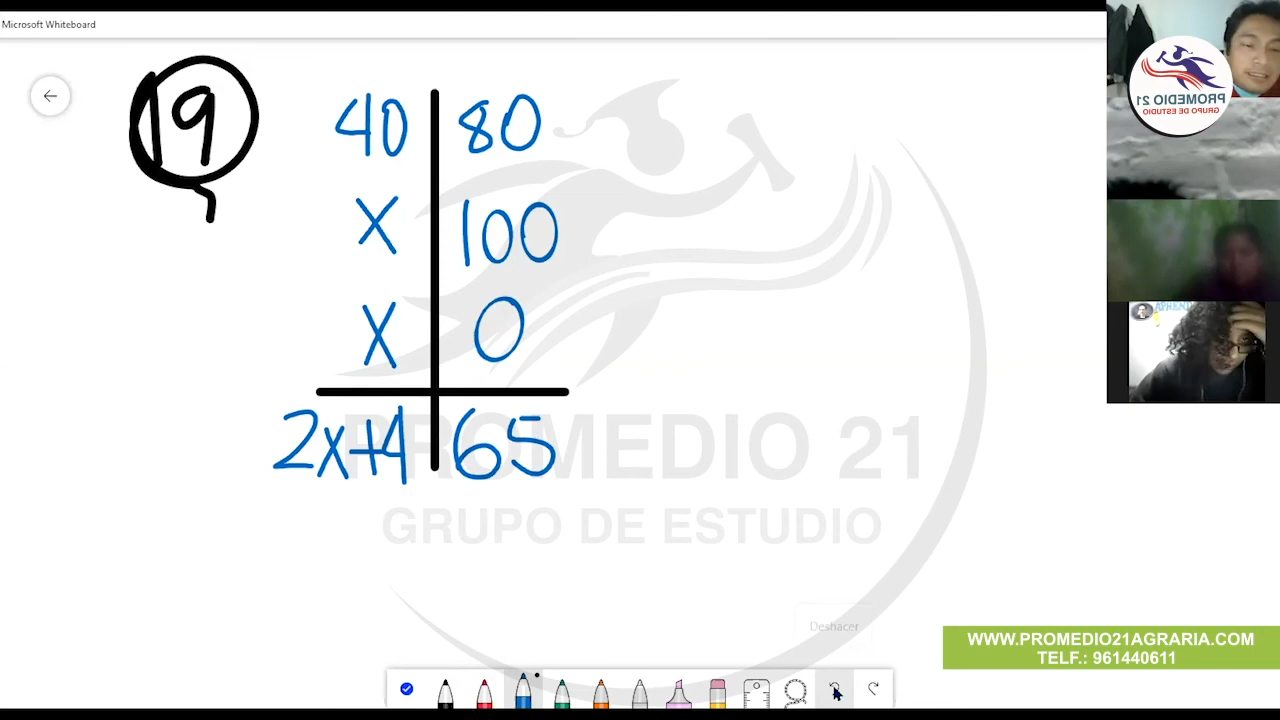 Microsoft Whiteboard
19
40 | 80
X | 100
X | 0
2x+4 | 65
PROMEDIO 21
GRUPO DE ESTUDIO
PROMEDIO 21
GRUPO DE ESTUDIO
Deshacer
WWW.PROMEDIO21AGRARIA.COM
TELF.: 961440611